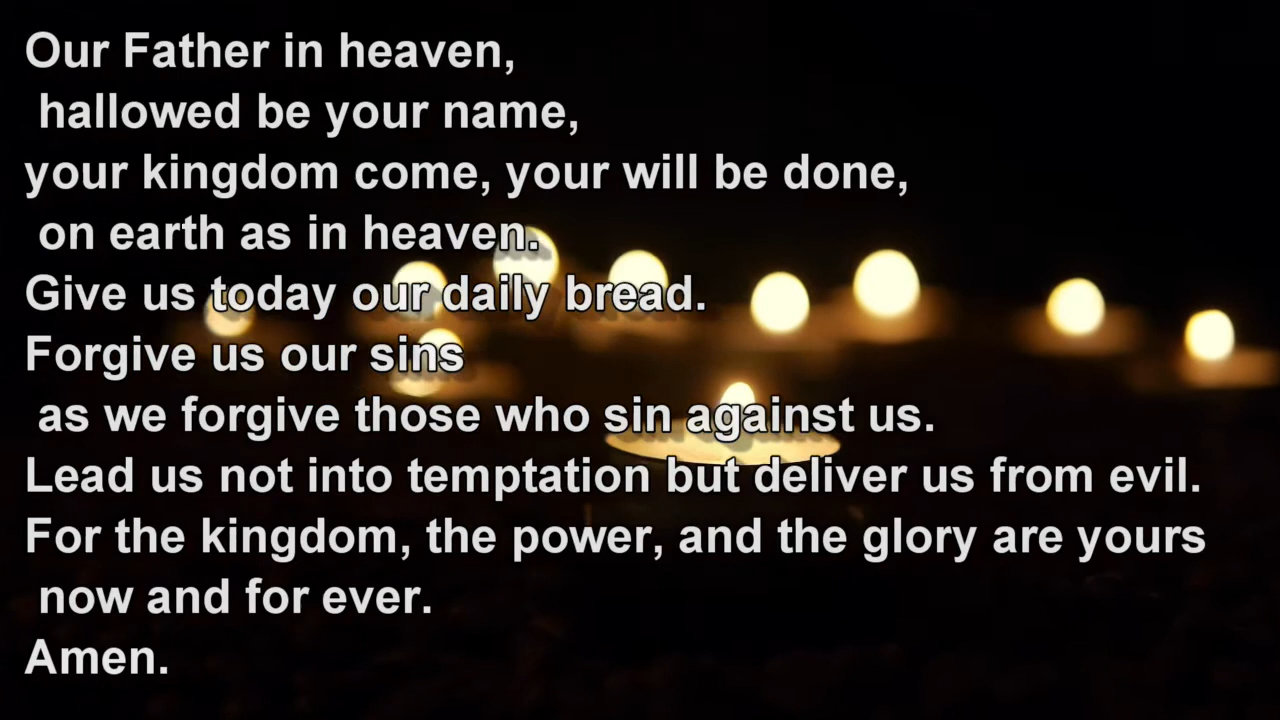 Our Father in heaven,
hallowed be your name,
your kingdom come, your will be done,
on earth as in heaven.
Give us today our daily bread.
Forgive us our sins
as we forgive those who sin against us.
Lead us not into temptation but deliver us from evil.
For the kingdom, the power, and the glory are yours
now and for ever.
Amen.